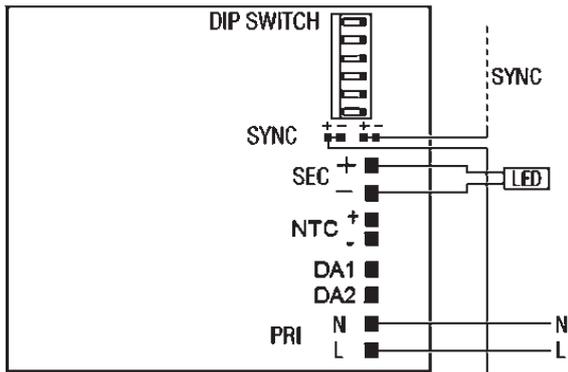 DIP SWITCH
SYNC
+ - + -
SYNC
SEC +
-
LED
NTC +
-
DA1
DA2
PRI N N
L L